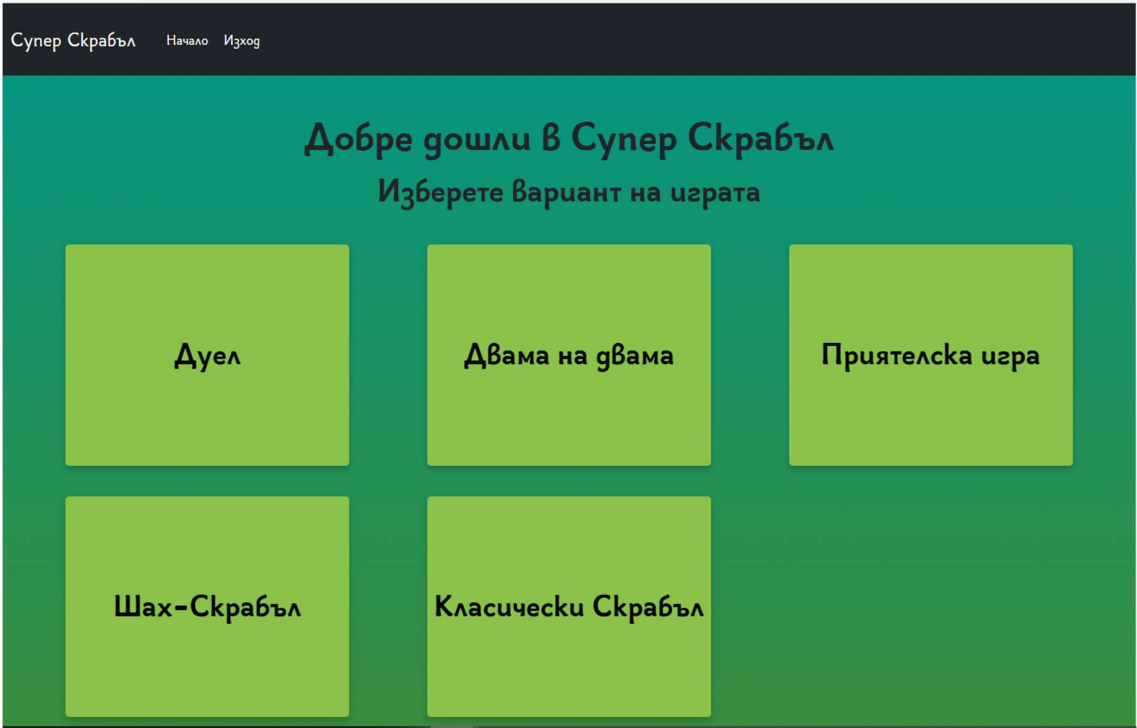 Супер Скрабъл Начало Изход
Добре дошли в Супер Скрабъл
Изберете вариант на играта
Дуел
Двама на двама
Приятелска игра
Шах-Скрабъл
Класически Скрабъл